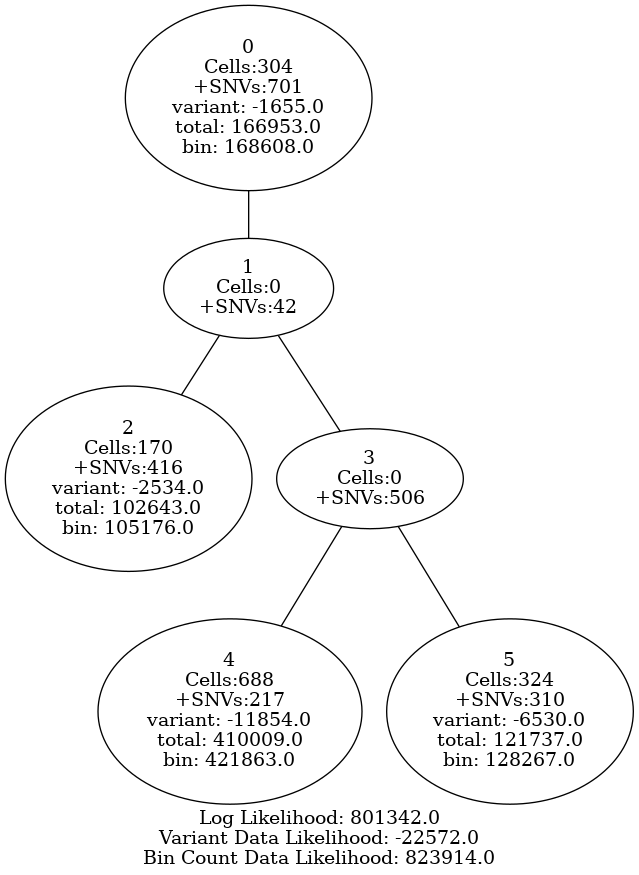 0
Cells:304
+SNVs:701
variant: -1655.0
total: 166953.0
bin: 168608.0
1
Cells:0
+SNVs:42
2
Cells:170
+SNVs:416
variant: -2534.0
total: 102643.0
bin: 105176.0
3
Cells:0
+SNVs:506
4
Cells:688
+SNVs:217
variant: -11854.0
total: 410009.0
bin: 421863.0
5
Cells:324
+SNVs:310
variant: -6530.0
total: 121737.0
bin: 128267.0
Log Likelihood: 801342.0
Variant Data Likelihood: -22572.0
Bin Count Data Likelihood: 823914.0